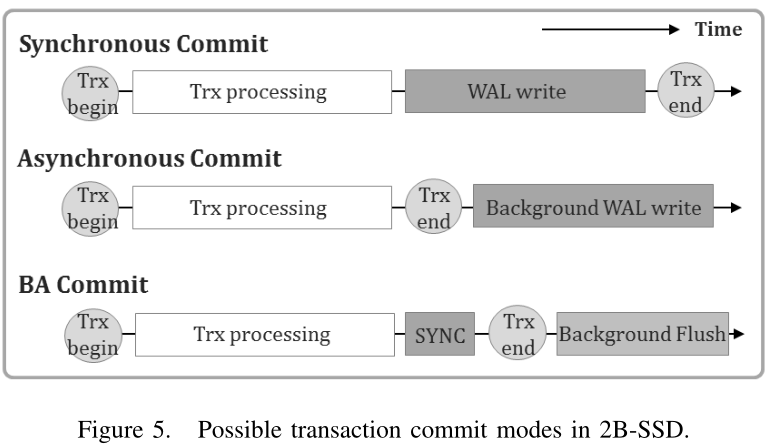 Time
Synchronous Commit
Trx
begin
Trx processing
WAL write
Trx
end
Asynchronous Commit
Trx
begin
Trx processing
Trx
end
Background WAL write
BA Commit
Trx
begin
Trx processing
SYNC
Trx
end
Background Flush
Figure 5. Possible transaction commit modes in 2B-SSD.